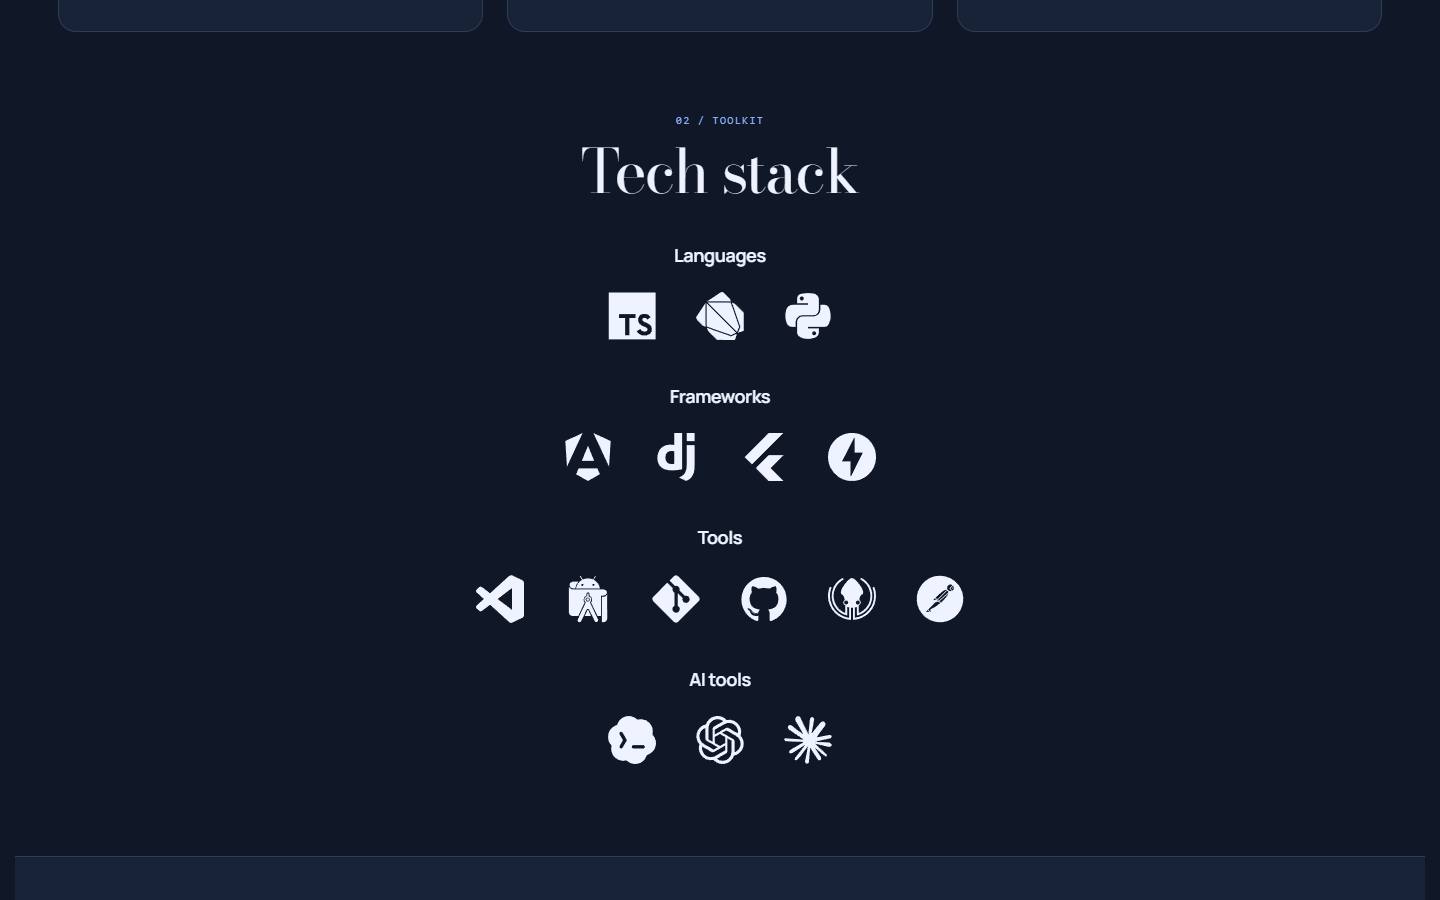 02 / TOOLKIT
Tech stack
Languages
TS
Frameworks
dj
Tools
AI tools